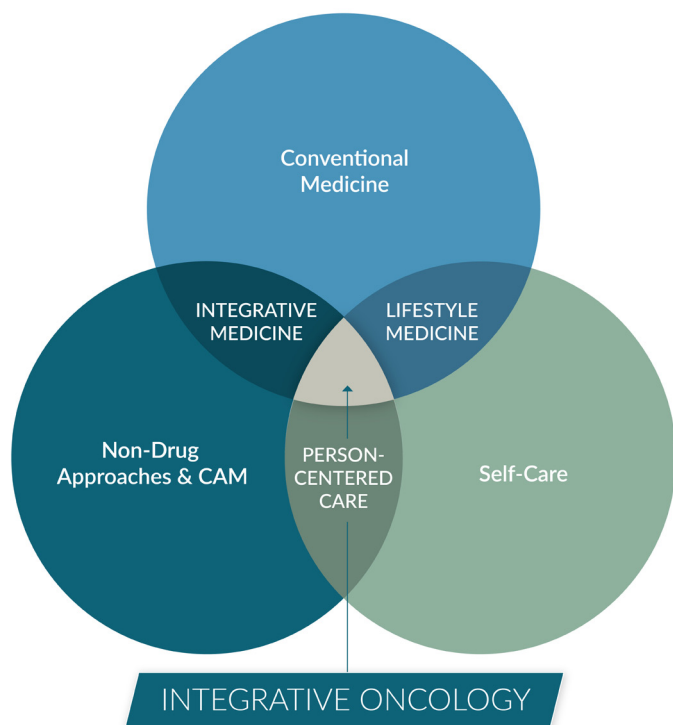 Conventional
Medicine
INTEGRATIVE
MEDICINE
LIFESTYLE
MEDICINE
Non-Drug
Approaches & CAM
PERSON-
CENTERED
CARE
Self-Care
INTEGRATIVE ONCOLOGY